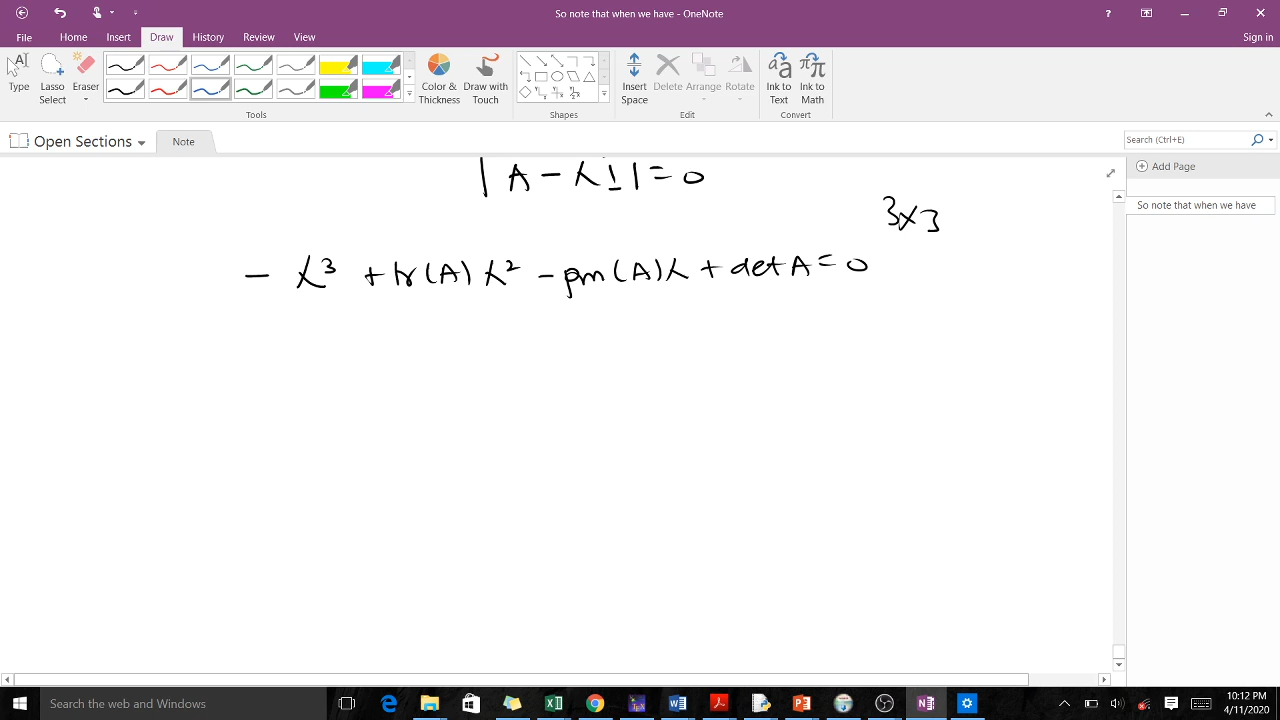 So note that when we have - OneNote
File Home Insert Draw History Review View
Sign in
Type
Lasso Select
Eraser
Color & Thickness
Draw with Touch
Insert Space
Delete
Arrange
Rotate
Ink to Text
Ink to Math
Tools
Shapes
Edit
Convert
Open Sections
Note
Search (Ctrl+E)
Add Page
So note that when we have
|A - λI| = 0
3x3
- λ³ + tr(A) λ² - pm(A)λ + det A = 0
Search the web and Windows
10:12 PM
4/11/2020